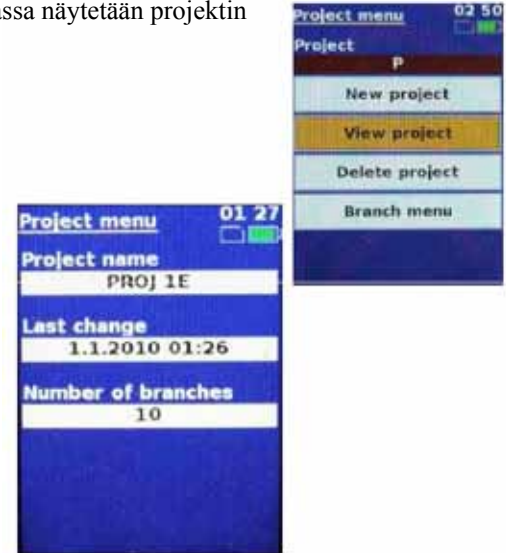 assa näytetään projektin
Project menu 02 50
Project
P
New project
View project
Delete project
Branch menu
Project menu 01 27
Project name
PROJ 1E
Last change
1.1.2010 01:26
Number of branches
10